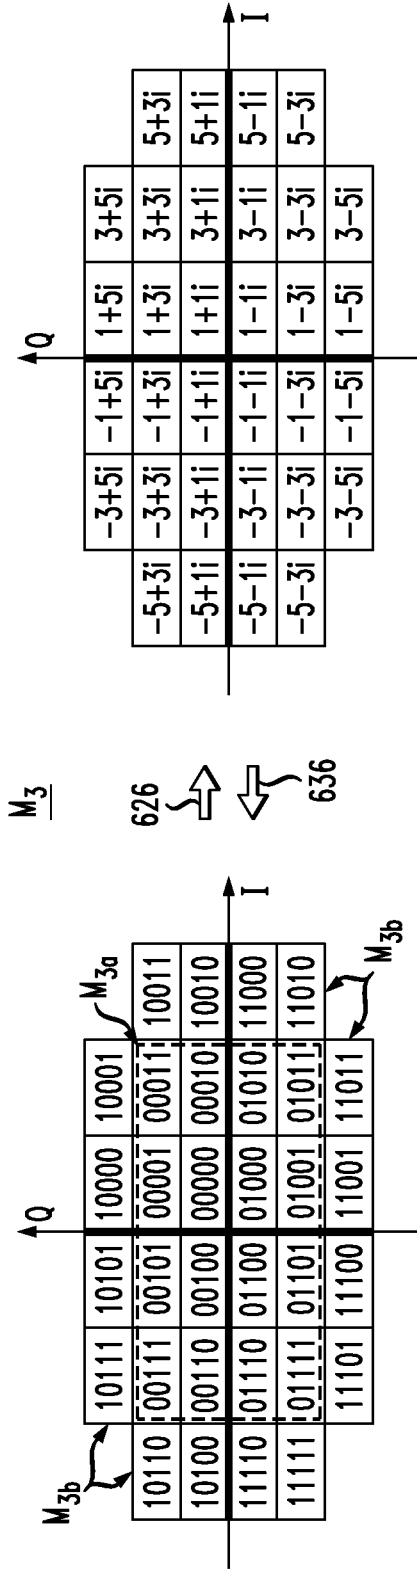 M3
Q
M3b
M3a
10111 10101 10000 10001
10110 00111 00101 00001 00011 10011
10100 00110 00100 00000 00010 10010
I
11110 01110 01100 01000 01010 11000
11111 01111 01101 01001 01011 11010
11101 11100 11001 11011
M3b
626
636
Q
-3+5i -1+5i 1+5i 3+5i
-5+3i -3+3i -1+3i 1+3i 3+3i 5+3i
-5+1i -3+1i -1+1i 1+1i 3+1i 5+1i
I
-5-1i -3-1i -1-1i 1-1i 3-1i 5-1i
-5-3i -3-3i -1-3i 1-3i 3-3i 5-3i
-3-5i -1-5i 1-5i 3-5i